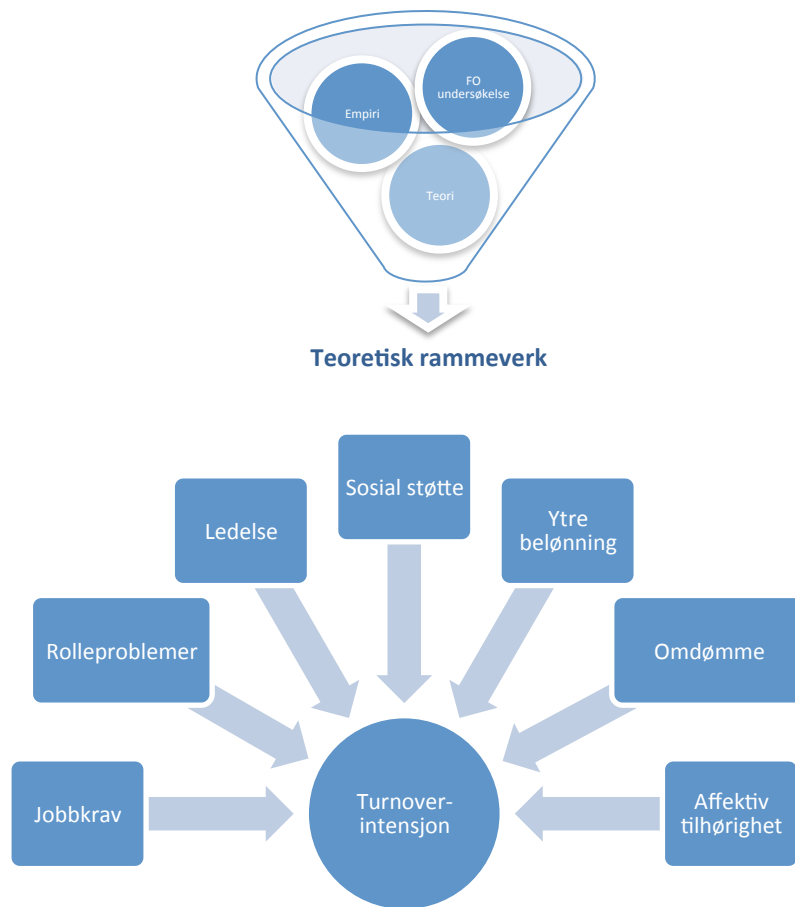 FO
undersøkelse
Empiri
Teori
Teoretisk rammeverk
Sosial støtte
Ledelse
Ytre
belønning
Rolleproblemer
Omdømme
Jobbkrav
Turnover-
intensjon
Affektiv
tilhørighet